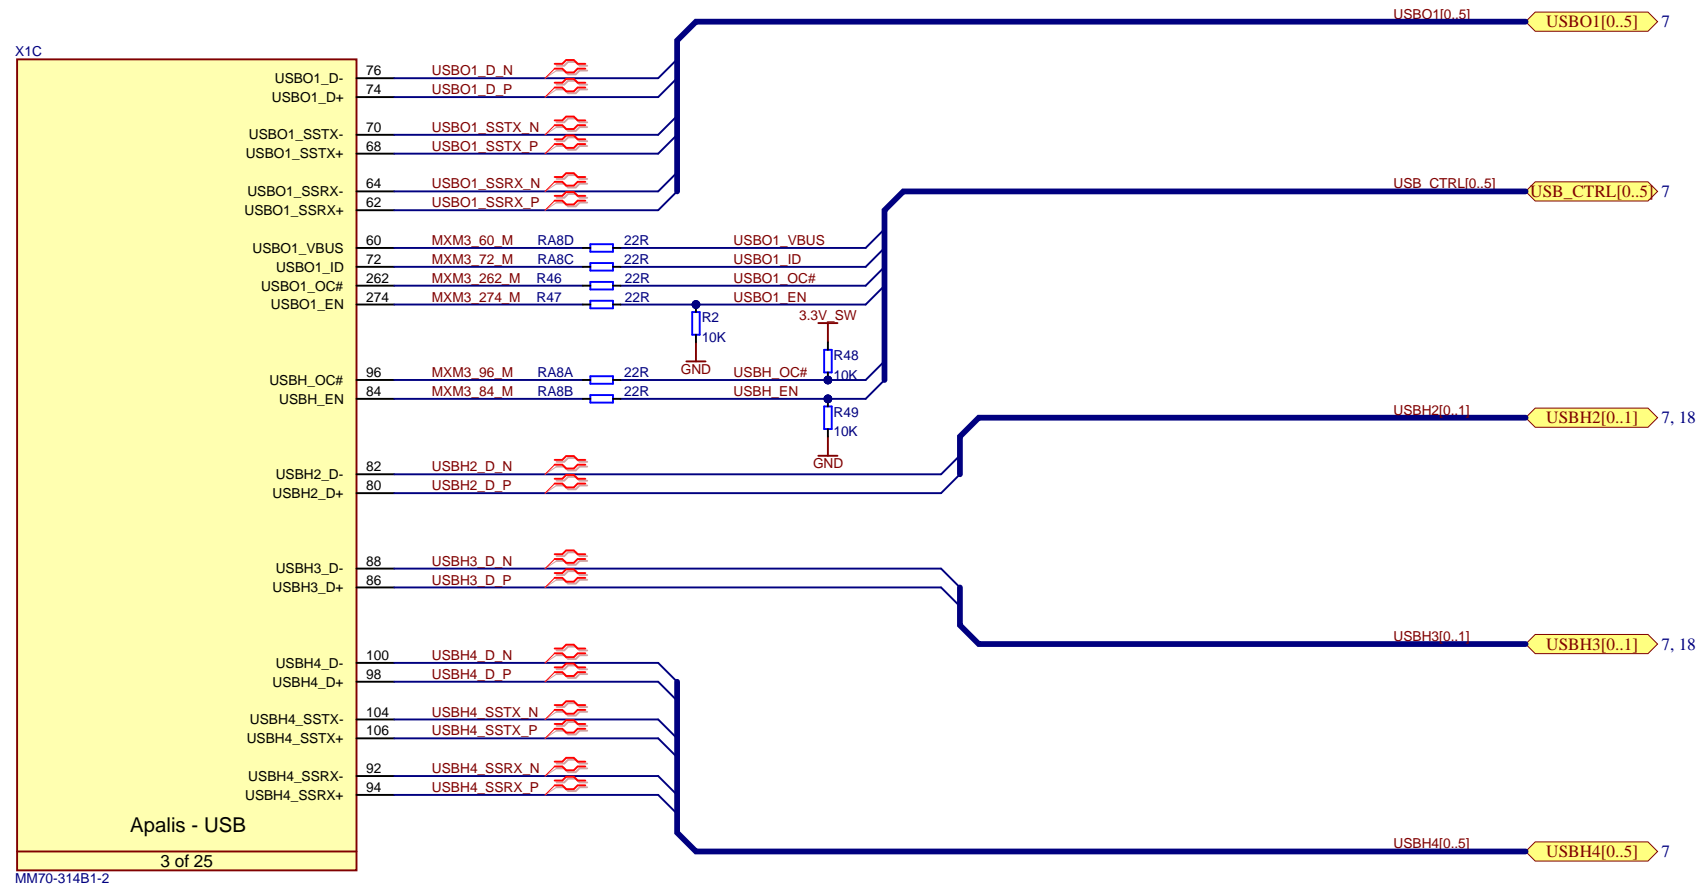 USBO1[0..5] USBO1[0..5] 7
X1C
USBO1_D- 76 USBO1_D_N
USBO1_D+ 74 USBO1_D_P
USBO1_SSTX- 70 USBO1_SSTX_N
USBO1_SSTX+ 68 USBO1_SSTX_P
USBO1_SSRX- 64 USBO1_SSRX_N USB_CTRL[0..5] USB_CTRL[0..5] 7
USBO1_SSRX+ 62 USBO1_SSRX_P
USBO1_VBUS 60 MXM3_60_M RA8D 22R USBO1_VBUS
USBO1_ID 72 MXM3_72_M RA8C 22R USBO1_ID
USBO1_OC# 262 MXM3_262_M R46 22R USBO1_OC#
USBO1_EN 274 MXM3_274_M R47 22R USBO1_EN
R2 3.3V_SW
10K
R48
GND 10K
USBH_OC# 96 MXM3_96_M RA8A 22R USBH_OC#
USBH_EN 84 MXM3_84_M RA8B 22R USBH_EN
R49 USBH2[0..1] USBH2[0..1] 7, 18
10K
GND
USBH2_D- 82 USBH2_D_N
USBH2_D+ 80 USBH2_D_P
USBH3_D- 88 USBH3_D_N
USBH3_D+ 86 USBH3_D_P
USBH3[0..1] USBH3[0..1] 7, 18
USBH4_D- 100 USBH4_D_N
USBH4_D+ 98 USBH4_D_P
USBH4_SSTX- 104 USBH4_SSTX_N
USBH4_SSTX+ 106 USBH4_SSTX_P
USBH4_SSRX- 92 USBH4_SSRX_N
USBH4_SSRX+ 94 USBH4_SSRX_P
Apalis - USB
USBH4[0..5] USBH4[0..5] 7
3 of 25
MM70-314B1-2